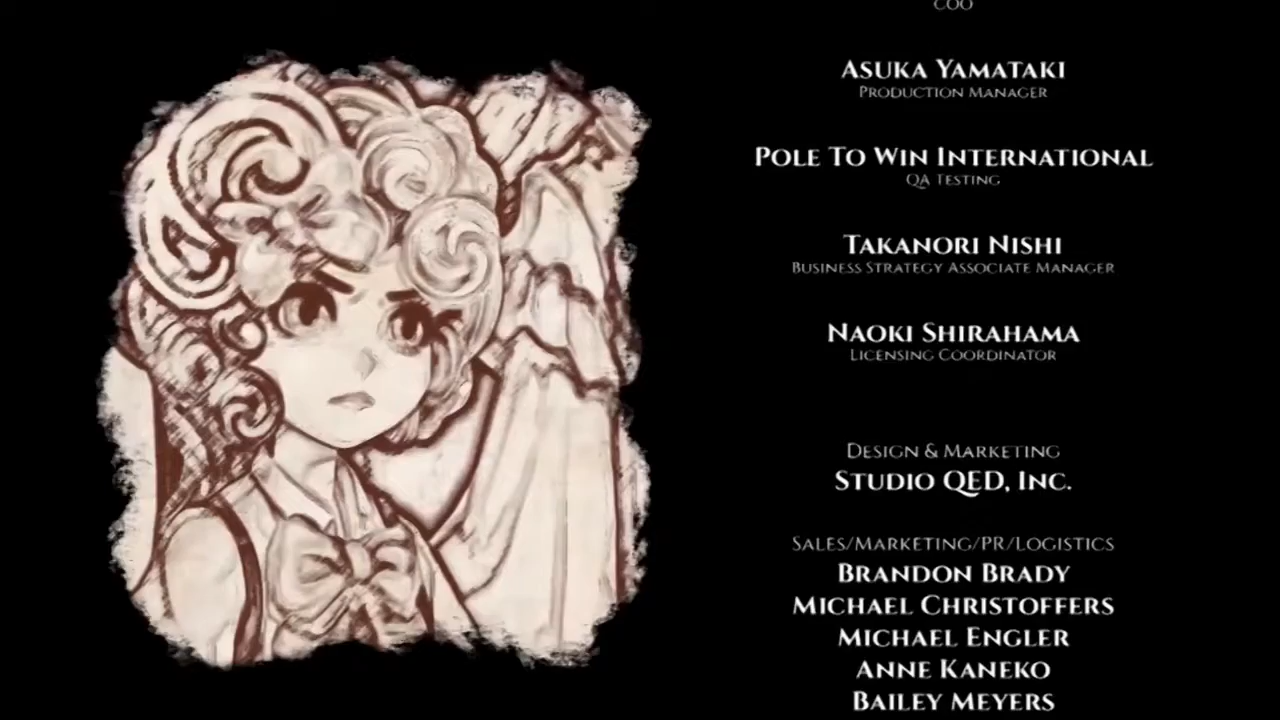 COO
Asuka Yamataki
Production Manager
Pole To Win International
QA Testing
Takanori Nishi
Business Strategy Associate Manager
Naoki Shirahama
Licensing Coordinator
Design & Marketing
Studio QED, Inc.
Sales/Marketing/PR/Logistics
Brandon Brady
Michael Christoffers
Michael Engler
Anne Kaneko
Bailey Meyers